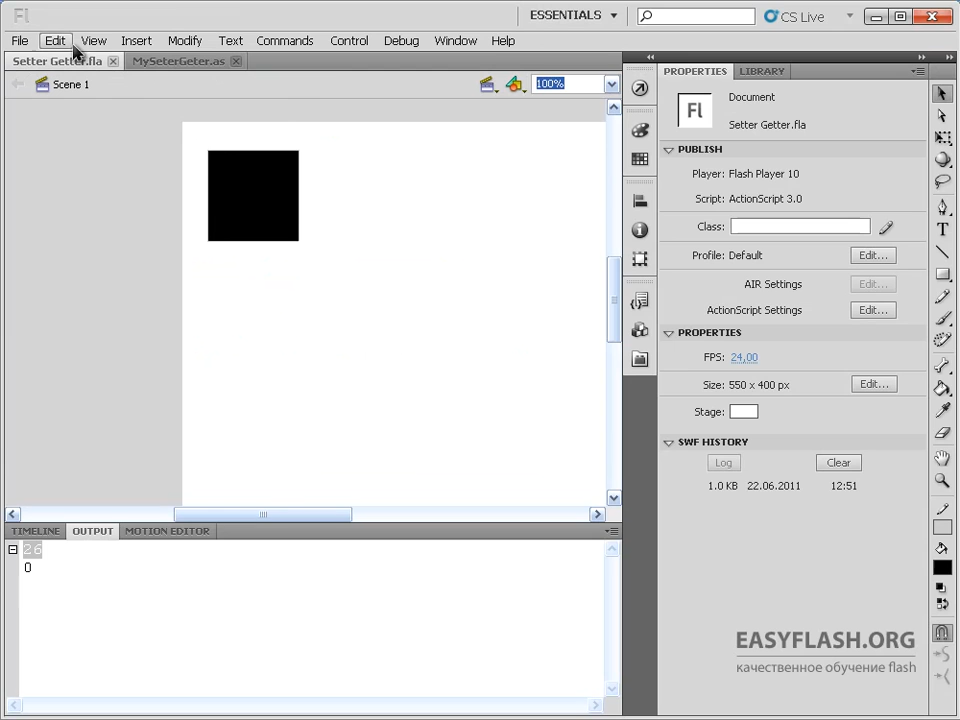 Fl
ESSENTIALS
CS Live
File Edit View Insert Modify Text Commands Control Debug Window Help
Setter Getter.fla
MySeterGeter.as
Scene 1
100%
PROPERTIES
LIBRARY
Fl
Document
Setter Getter.fla
PUBLISH
Player: Flash Player 10
Script: ActionScript 3.0
Class:
Profile: Default
Edit...
AIR Settings
Edit...
ActionScript Settings
Edit...
PROPERTIES
FPS: 24,00
Size: 550 x 400 px
Edit...
Stage:
SWF HISTORY
Log
Clear
1.0 KB 22.06.2011 12:51
TIMELINE
OUTPUT
MOTION EDITOR
26
0
EASYFLASH.ORG
качественное обучение flash